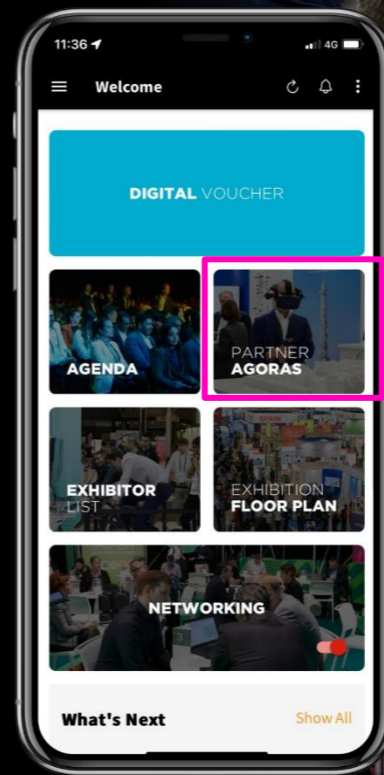 11:36
4G
Welcome
DIGITAL VOUCHER
AGENDA
PARTNER
AGORAS
EXHIBITOR
LIST
EXHIBITION
FLOOR PLAN
NETWORKING
What's Next
Show All